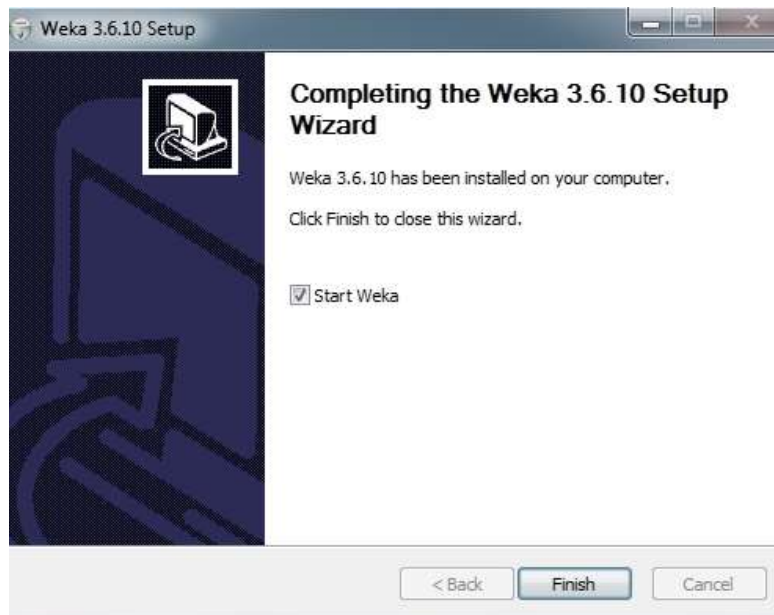 Weka 3.6.10 Setup
Completing the Weka 3.6.10 Setup
Wizard
Weka 3.6.10 has been installed on your computer.
Click Finish to close this wizard.
Start Weka
< Back
Finish
Cancel